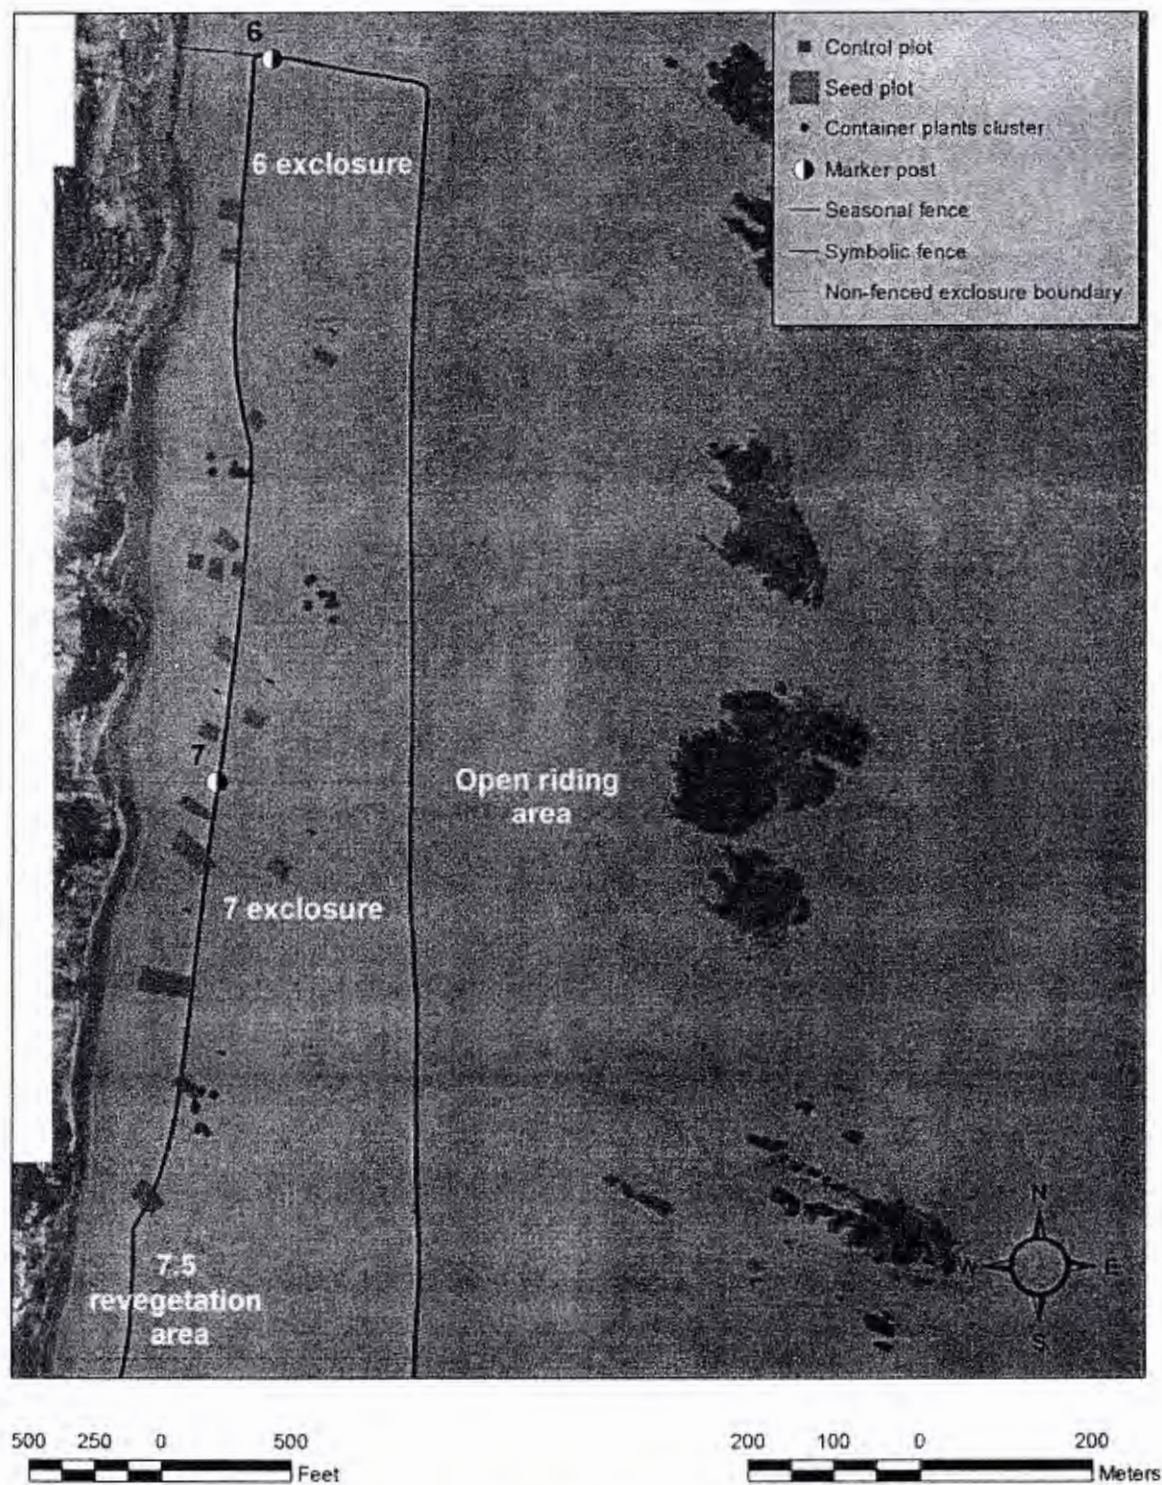 6
Control plot
Seed plot
Container plants cluster
Marker post
Seasonal fence
Symbolic fence
Non-fenced exclosure boundary
6 exclosure
7
Open riding
area
7 exclosure
N
W
E
S
7.5
revegetation
area
500 250 0 500
Feet
200 100 0 200
Meters